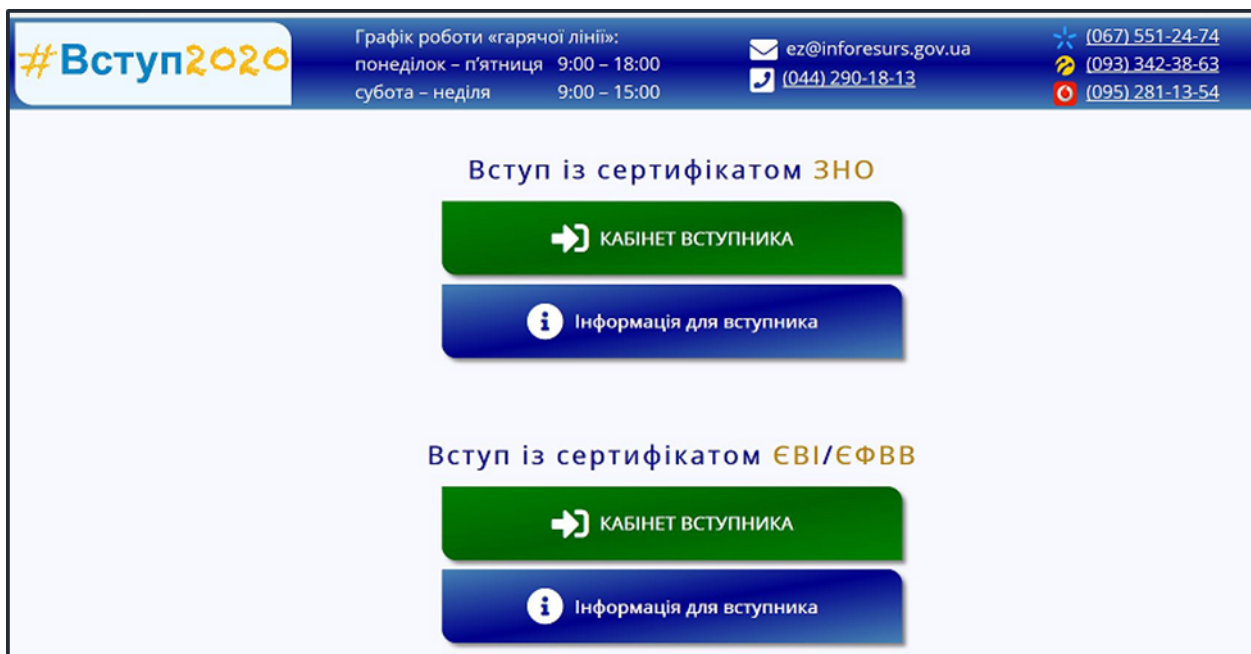 #Вступ2020
Графік роботи «гарячої лінії»:
понеділок – п'ятниця 9:00 – 18:00
субота – неділя 9:00 – 15:00
ez@inforesurs.gov.ua
(044) 290-18-13
(067) 551-24-74
(093) 342-38-63
(095) 281-13-54
Вступ із сертифікатом ЗНО
КАБІНЕТ ВСТУПНИКА
Інформація для вступника
Вступ із сертифікатом ЄВІ/ЄФВВ
КАБІНЕТ ВСТУПНИКА
Інформація для вступника